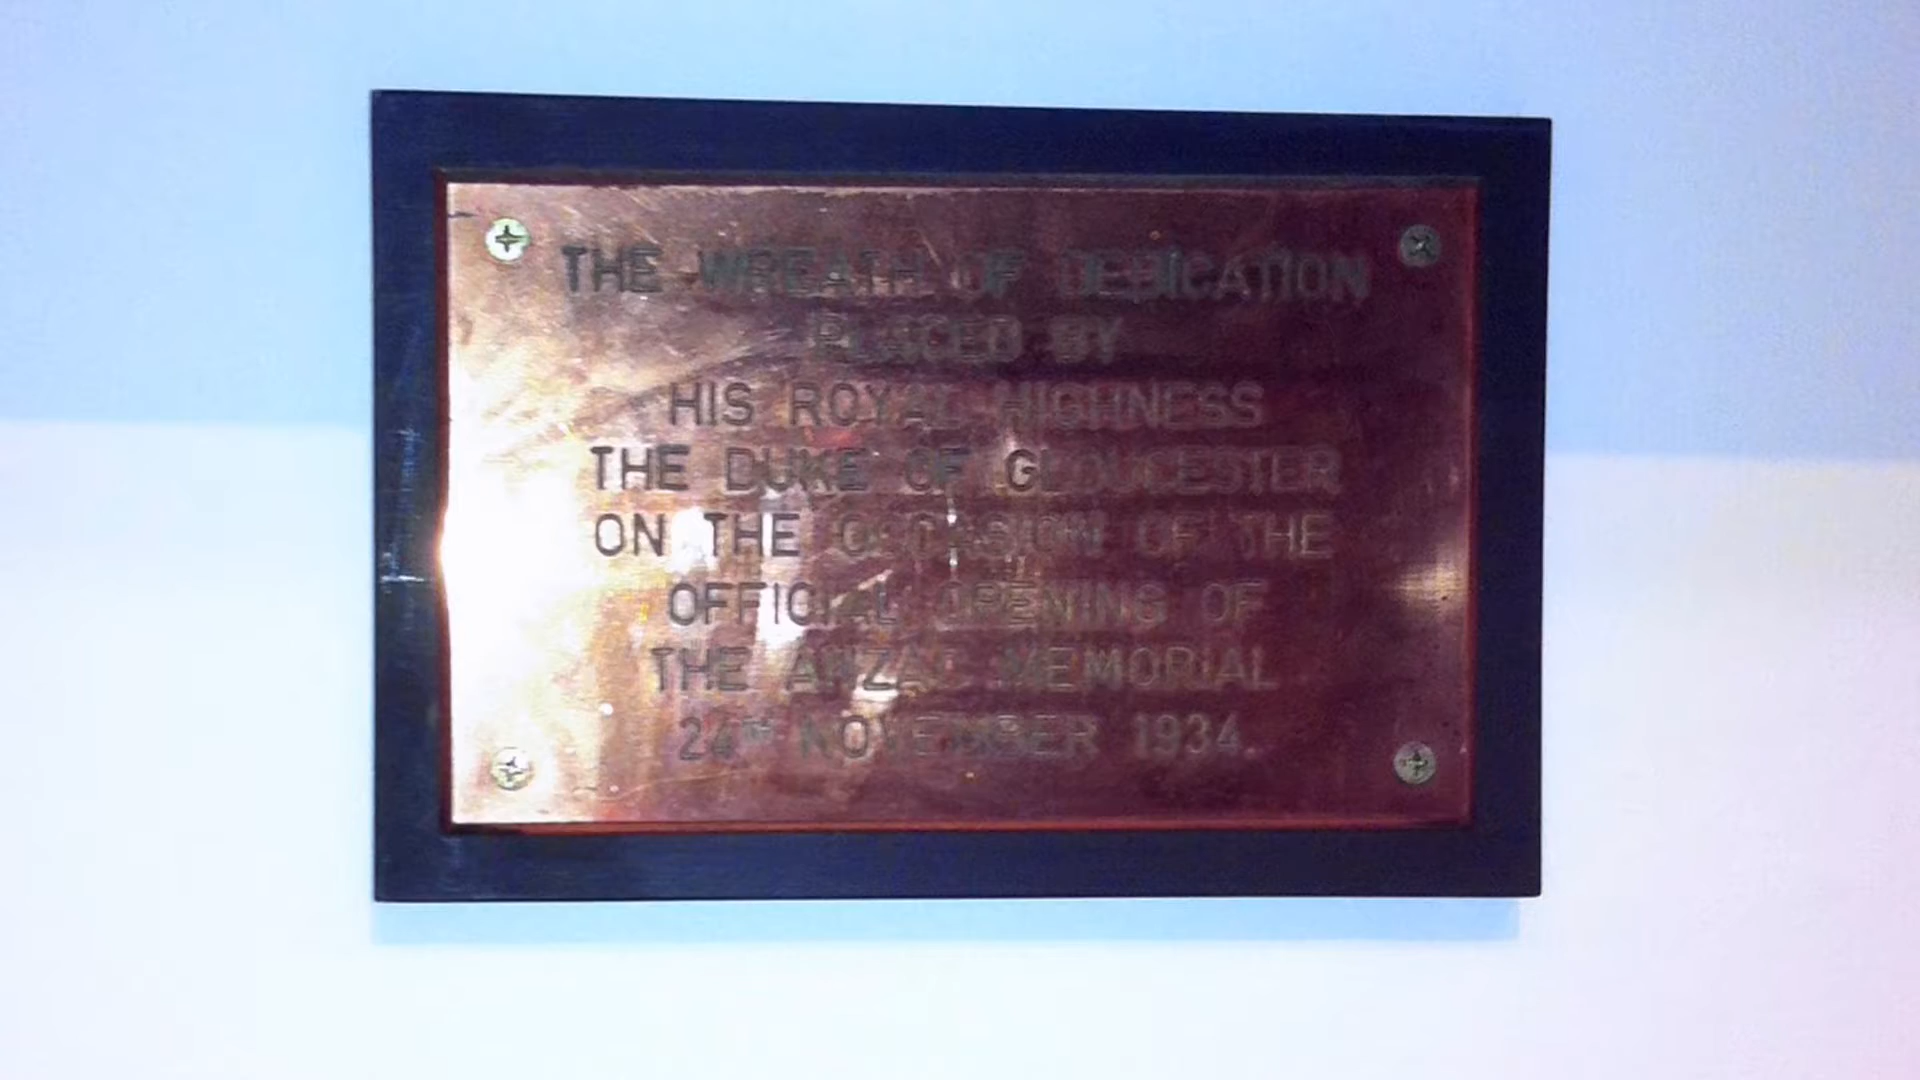 THE WREATH OF DEDICATION
PLACED BY
HIS ROYAL HIGHNESS
THE DUKE OF GLOUCESTER
ON THE OCCASION OF THE
OFFICIAL OPENING OF
THE ANZAC MEMORIAL
24TH NOVEMBER 1934.